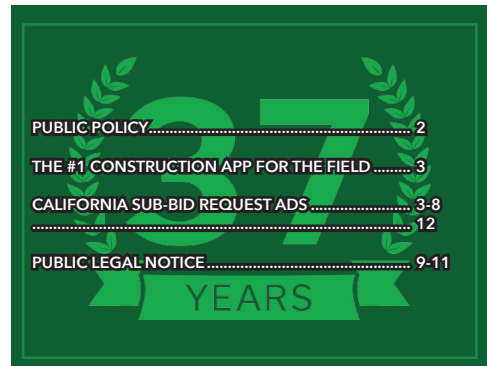 37
PUBLIC POLICY............................................................... 2
THE #1 CONSTRUCTION APP FOR THE FIELD......... 3
CALIFORNIA SUB-BID REQUEST ADS........................ 3-8
........................................................................................... 12
PUBLIC LEGAL NOTICE................................................. 9-11
YEARS